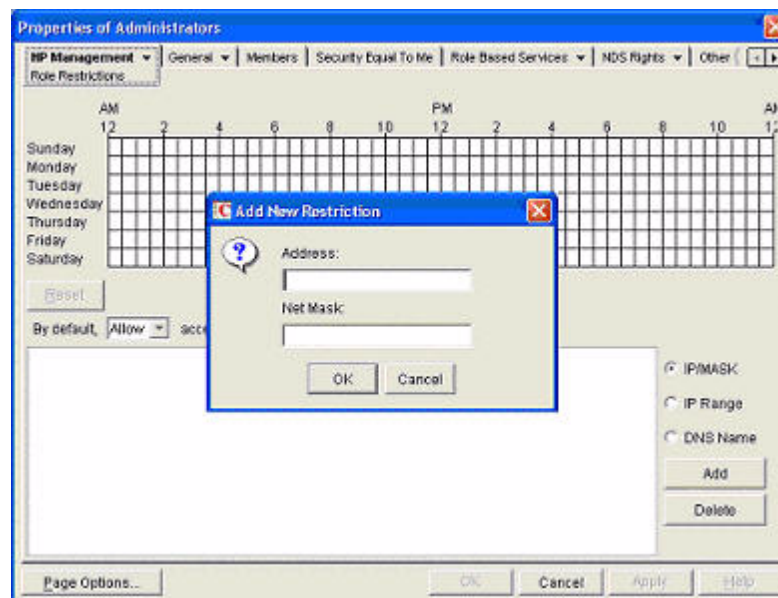 Properties of Administrators
HP Management General Members Security Equal To Me Role Based Services NDS Rights Other
Role Restrictions
AM PM AM
12 2 4 6 8 10 12 2 4 6 8 10 12
Sunday
Monday
Tuesday
Wednesday
Thursday
Friday
Saturday
Add New Restriction
Address:
Net Mask:
OK Cancel
Reset
By default, Allow
IP/MASK
IP Range
DNS Name
Add
Delete
Page Options... OK Cancel Apply Help